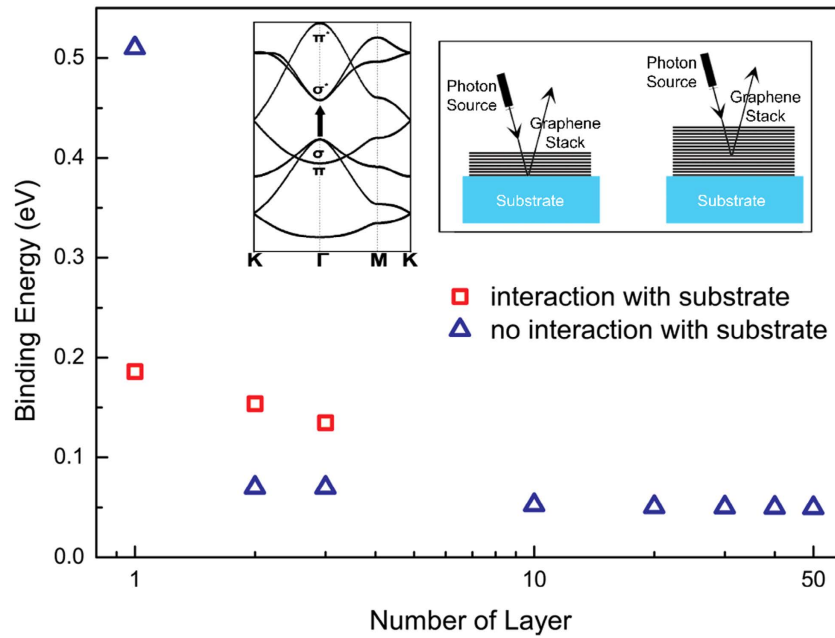 0.5
0.4
0.3
0.2
0.1
0.0
Binding Energy (eV)
π*
σ*
σ
π
K Γ M K
Photon
Source
Graphene
Stack
Substrate
Photon
Source
Graphene
Stack
Substrate
interaction with substrate
no interaction with substrate
1 10 50
Number of Layer